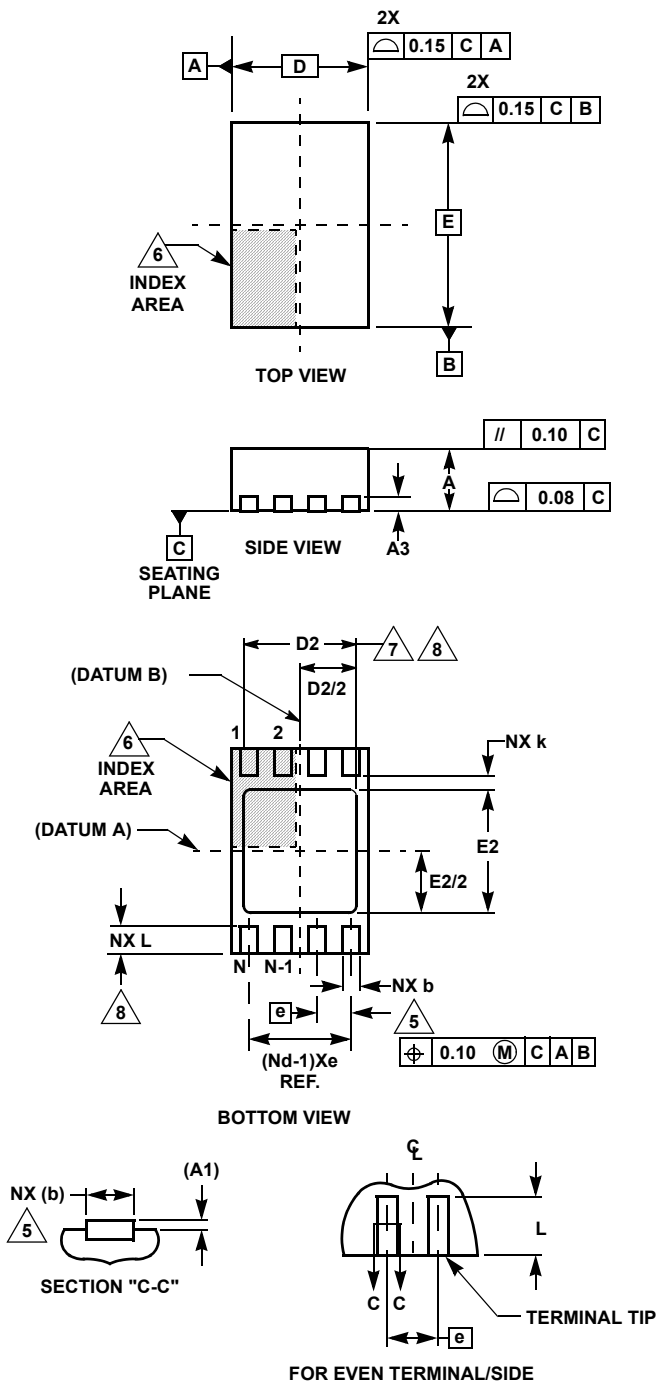 2X
⌓ 0.15 C A
A
D
2X
⌓ 0.15 C B
E
6
INDEX
AREA
B
TOP VIEW
// 0.10 C
A
⌓ 0.08 C
C
SIDE VIEW
A3
SEATING
PLANE
D2
7 8
(DATUM B)
D2/2
1 2
6
INDEX
AREA
NX k
(DATUM A)
E2
E2/2
NX L
N N-1
NX b
8
e
5
(Nd-1)Xe
REF.
⌖ 0.10 Ⓜ C A B
BOTTOM VIEW
(A1)
NX (b)
5
SECTION "C-C"
CL
L
C C
TERMINAL TIP
e
FOR EVEN TERMINAL/SIDE